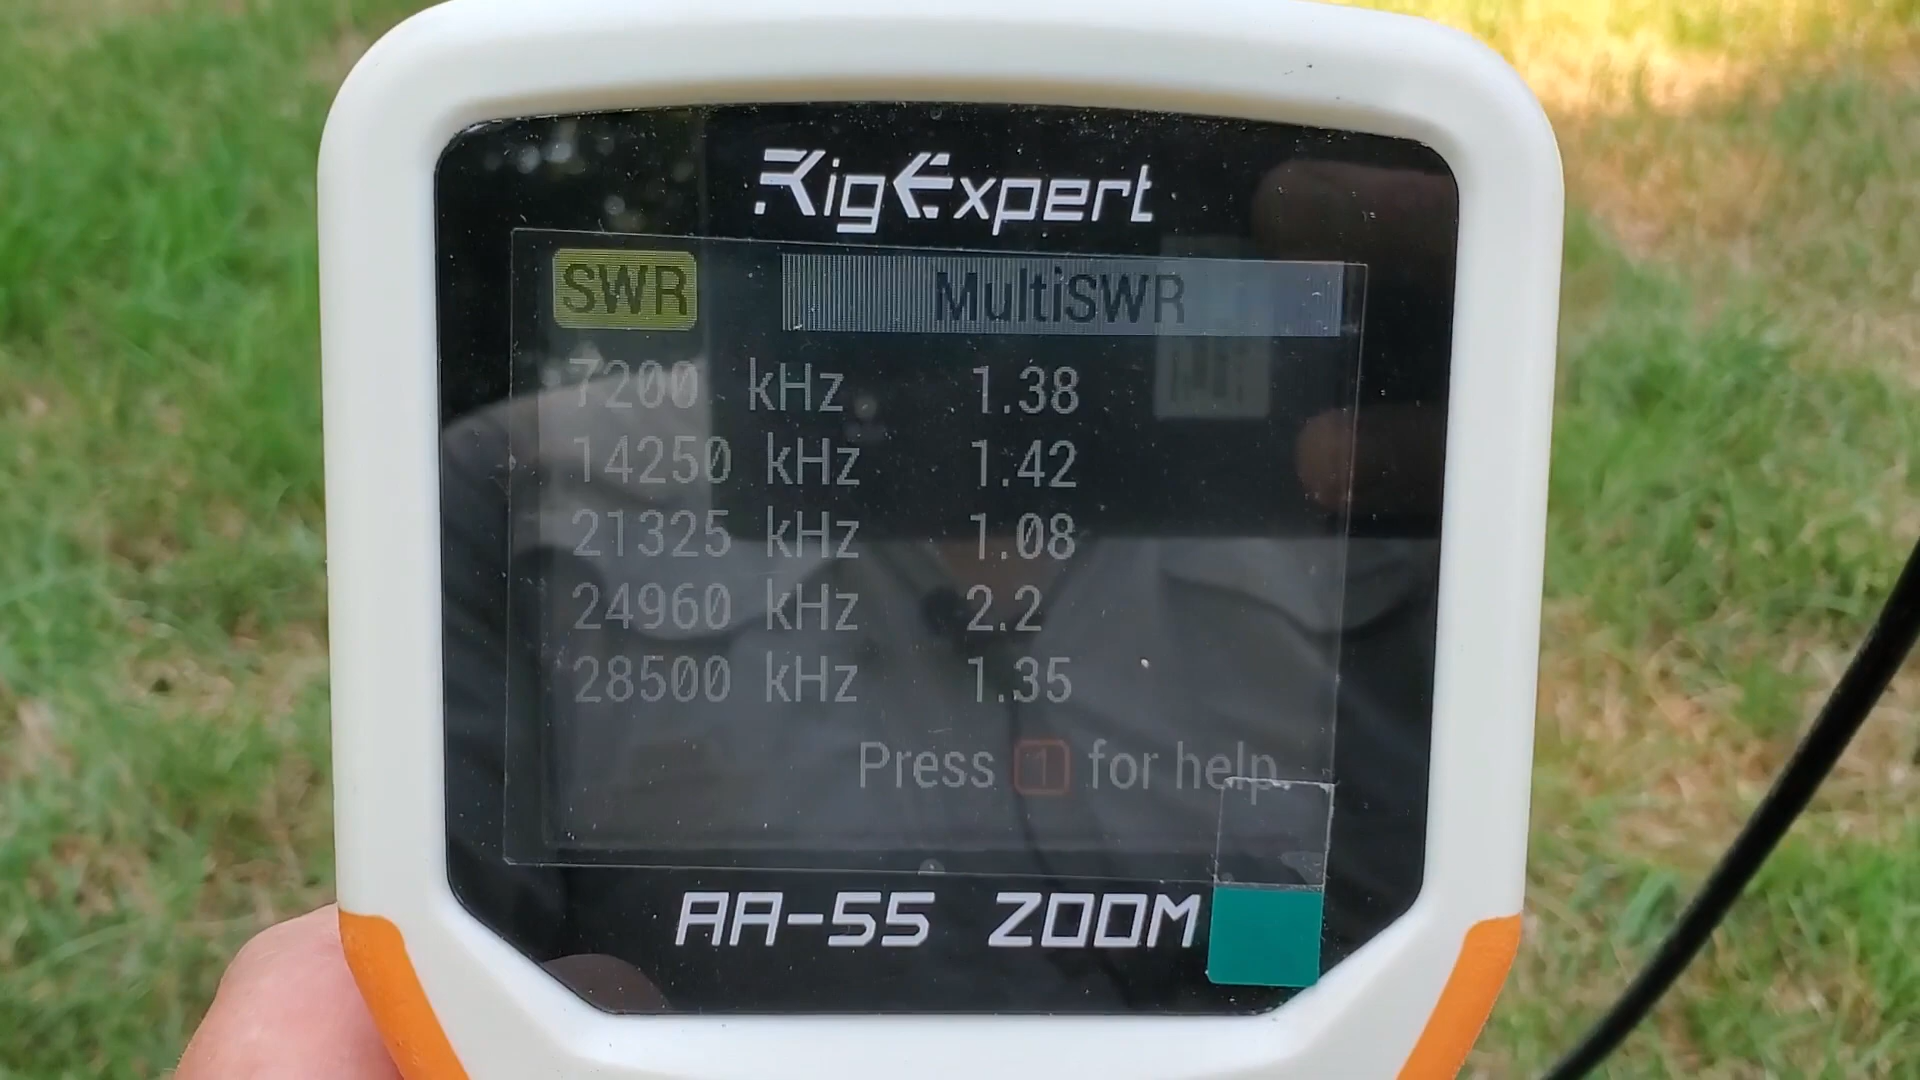 RigExpert
SWR MultiSWR
7200 kHz 1.38
14250 kHz 1.42
21325 kHz 1.08
24960 kHz 2.2
28500 kHz 1.35
Press 1 for help
AA-55 ZOOM